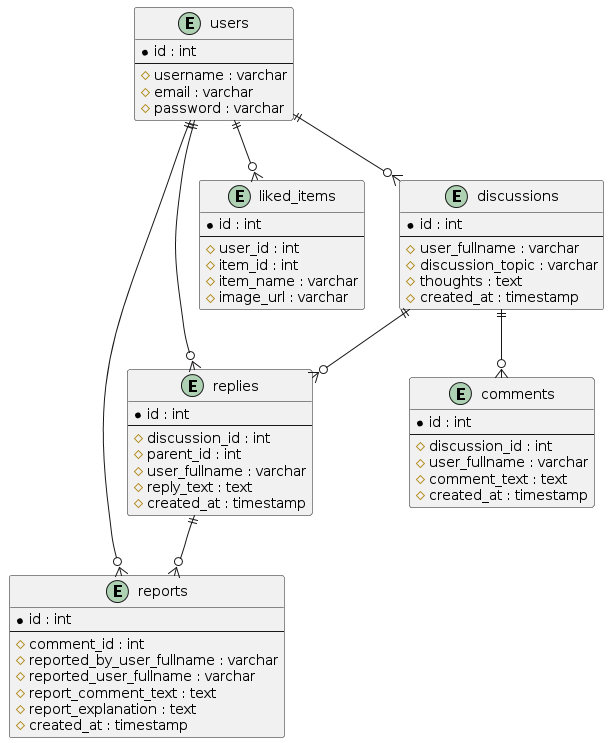 E users
* id : int
username : varchar
email : varchar
password : varchar
E liked_items
* id : int
user_id : int
item_id : int
item_name : varchar
image_url : varchar
E discussions
* id : int
user_fullname : varchar
discussion_topic : varchar
thoughts : text
created_at : timestamp
E replies
* id : int
discussion_id : int
parent_id : int
user_fullname : varchar
reply_text : text
created_at : timestamp
E comments
* id : int
discussion_id : int
user_fullname : varchar
comment_text : text
created_at : timestamp
E reports
* id : int
comment_id : int
reported_by_user_fullname : varchar
reported_user_fullname : varchar
report_comment_text : text
report_explanation : text
created_at : timestamp